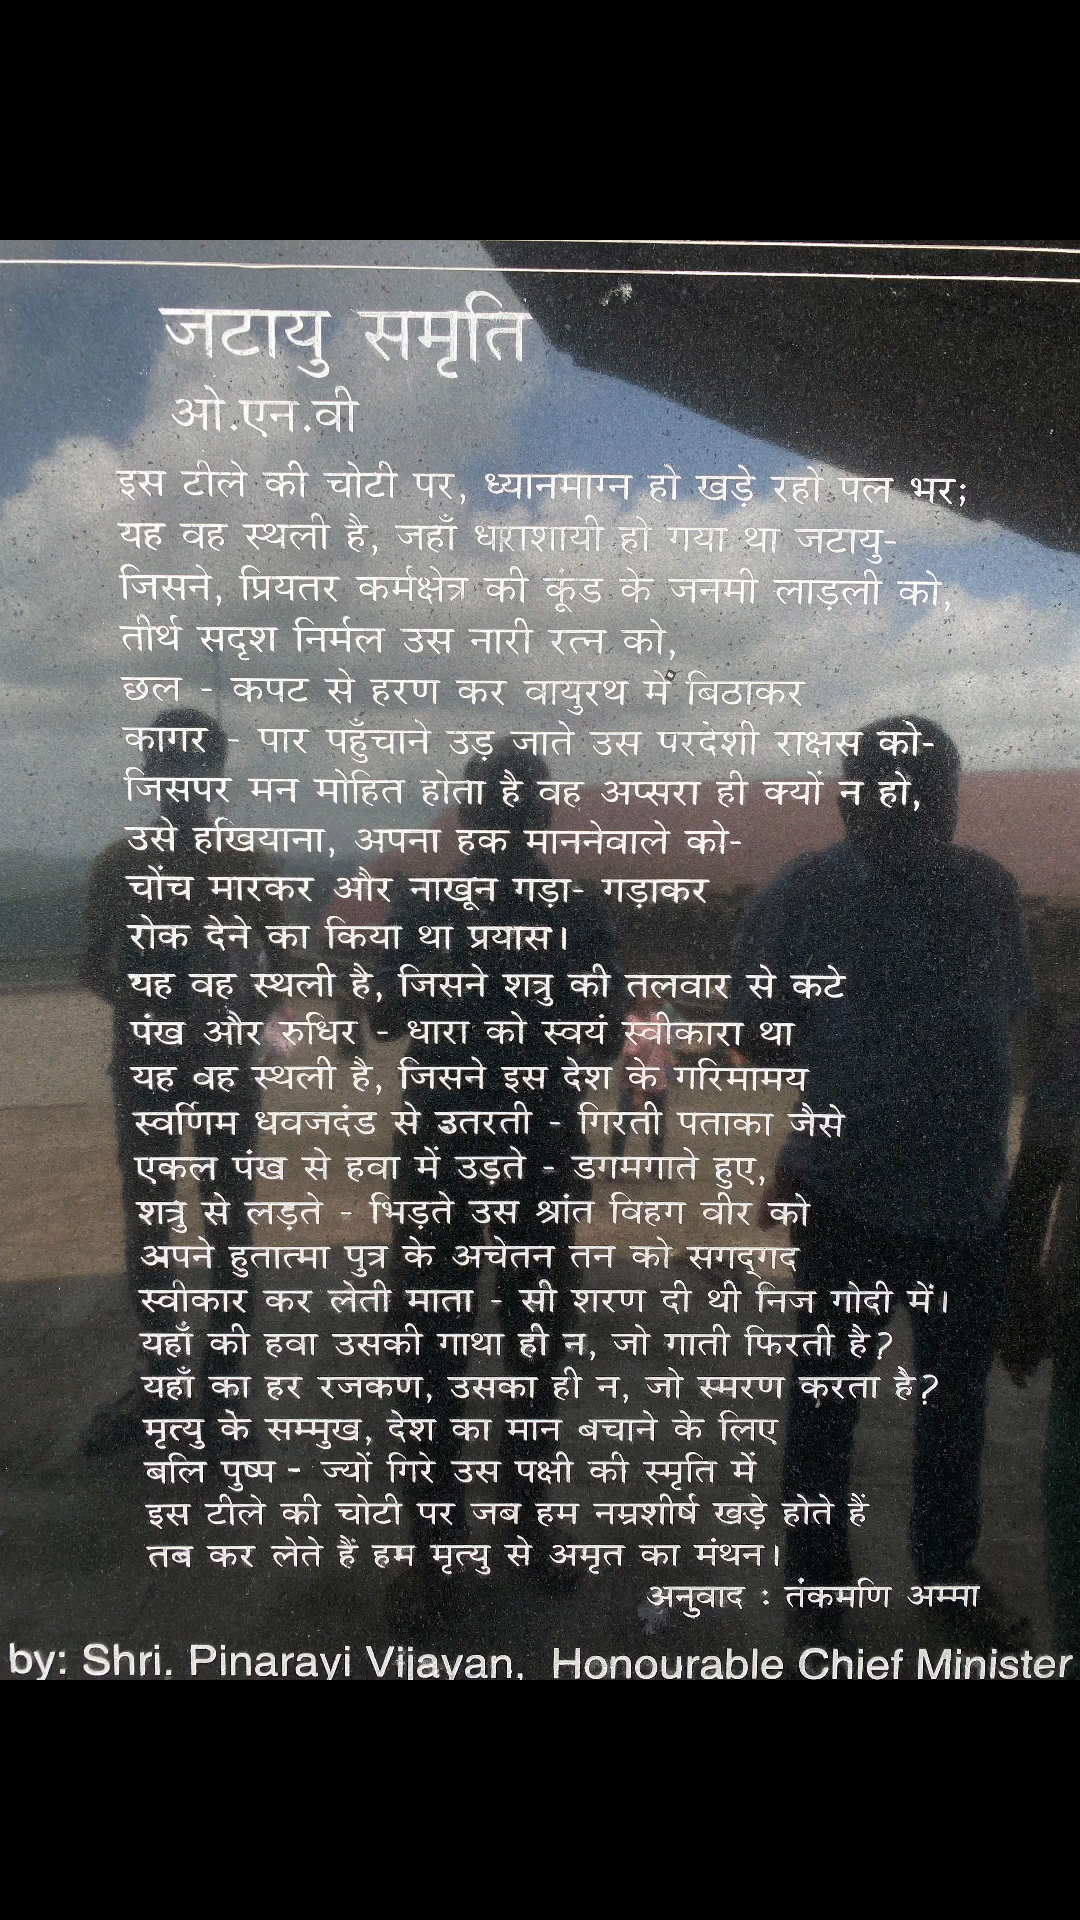 जटायु समृति
ओ.एन.वी
इस टीले की चोटी पर, ध्यानमाग्न हो खड़े रहो पल भर;
यह वह स्थली है, जहाँ धराशायी हो गया था जटायु-
जिसने, प्रियतर कर्मक्षेत्र की कूंड के जनमी लाड़ली को,
तीर्थ सदृश निर्मल उस नारी रत्न को,
छल - कपट से हरण कर वायुरथ में बिठाकर
कागर - पार पहुँचाने उड़ जाते उस परदेशी राक्षस को-
जिसपर मन मोहित होता है वह अप्सरा ही क्यों न हो,
उसे हखियाना, अपना हक माननेवाले को-
चोंच मारकर और नाखून गड़ा- गड़ाकर
रोक देने का किया था प्रयास।
यह वह स्थली है, जिसने शत्रु की तलवार से कटे
पंख और रुधिर - धारा को स्वयं स्वीकारा था
यह वह स्थली है, जिसने इस देश के गरिमामय
स्वर्णिम धवजदंड से उतरती - गिरती पताका जैसे
एकल पंख से हवा में उड़ते - डगमगाते हुए,
शत्रु से लड़ते - भिड़ते उस श्रांत विहग वीर को
अपने हुतात्मा पुत्र के अचेतन तन को सगद्गद
स्वीकार कर लेती माता - सी शरण दी थी निज गोदी में।
यहाँ की हवा उसकी गाथा ही न, जो गाती फिरती है?
यहाँ का हर रजकण, उसका ही न, जो स्मरण करता है?
मृत्यु के सम्मुख, देश का मान बचाने के लिए
बलि पुष्प - ज्यों गिरे उस पक्षी की स्मृति में
इस टीले की चोटी पर जब हम नम्रशीर्ष खड़े होते हैं
तब कर लेते हैं हम मृत्यु से अमृत का मंथन।
अनुवाद : तंकमणि अम्मा
by: Shri. Pinarayi Vijayan, Honourable Chief Minister